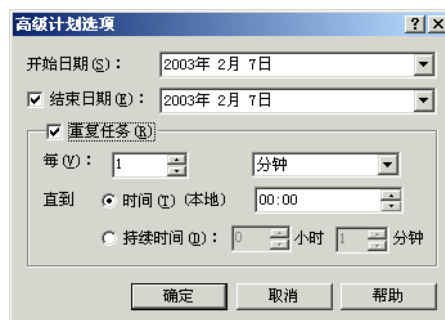 高级计划选项
开始日期(S)： 2003年 2月 7日
结束日期(E)： 2003年 2月 7日
重复任务(R)
每(V)： 1 分钟
直到 时间(T) (本地) 00:00
持续时间(D)： 0 小时 1 分钟
确定 取消 帮助